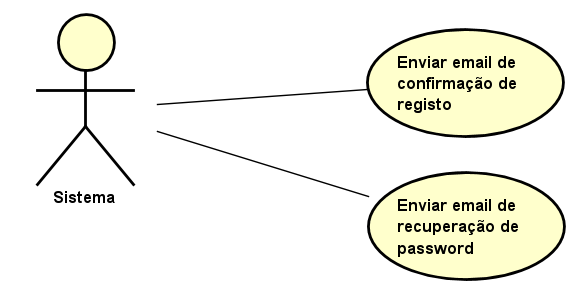 Enviar email de
confirmação de
registo
Sistema
Enviar email de
recuperação de
password